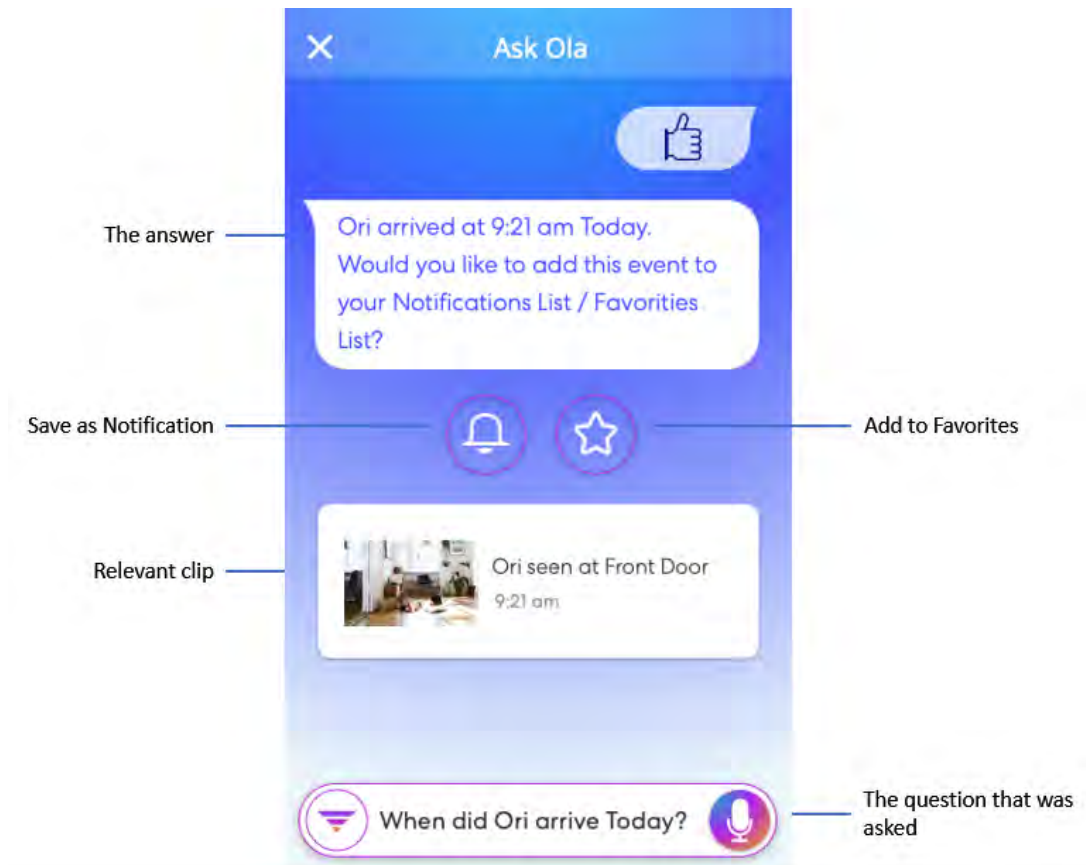 Ask Ola
The answer
Ori arrived at 9:21 am Today.
Would you like to add this event to
your Notifications List / Favorities
List?
Save as Notification
Add to Favorites
Relevant clip
Ori seen at Front Door
9:21 am
When did Ori arrive Today?
The question that was
asked